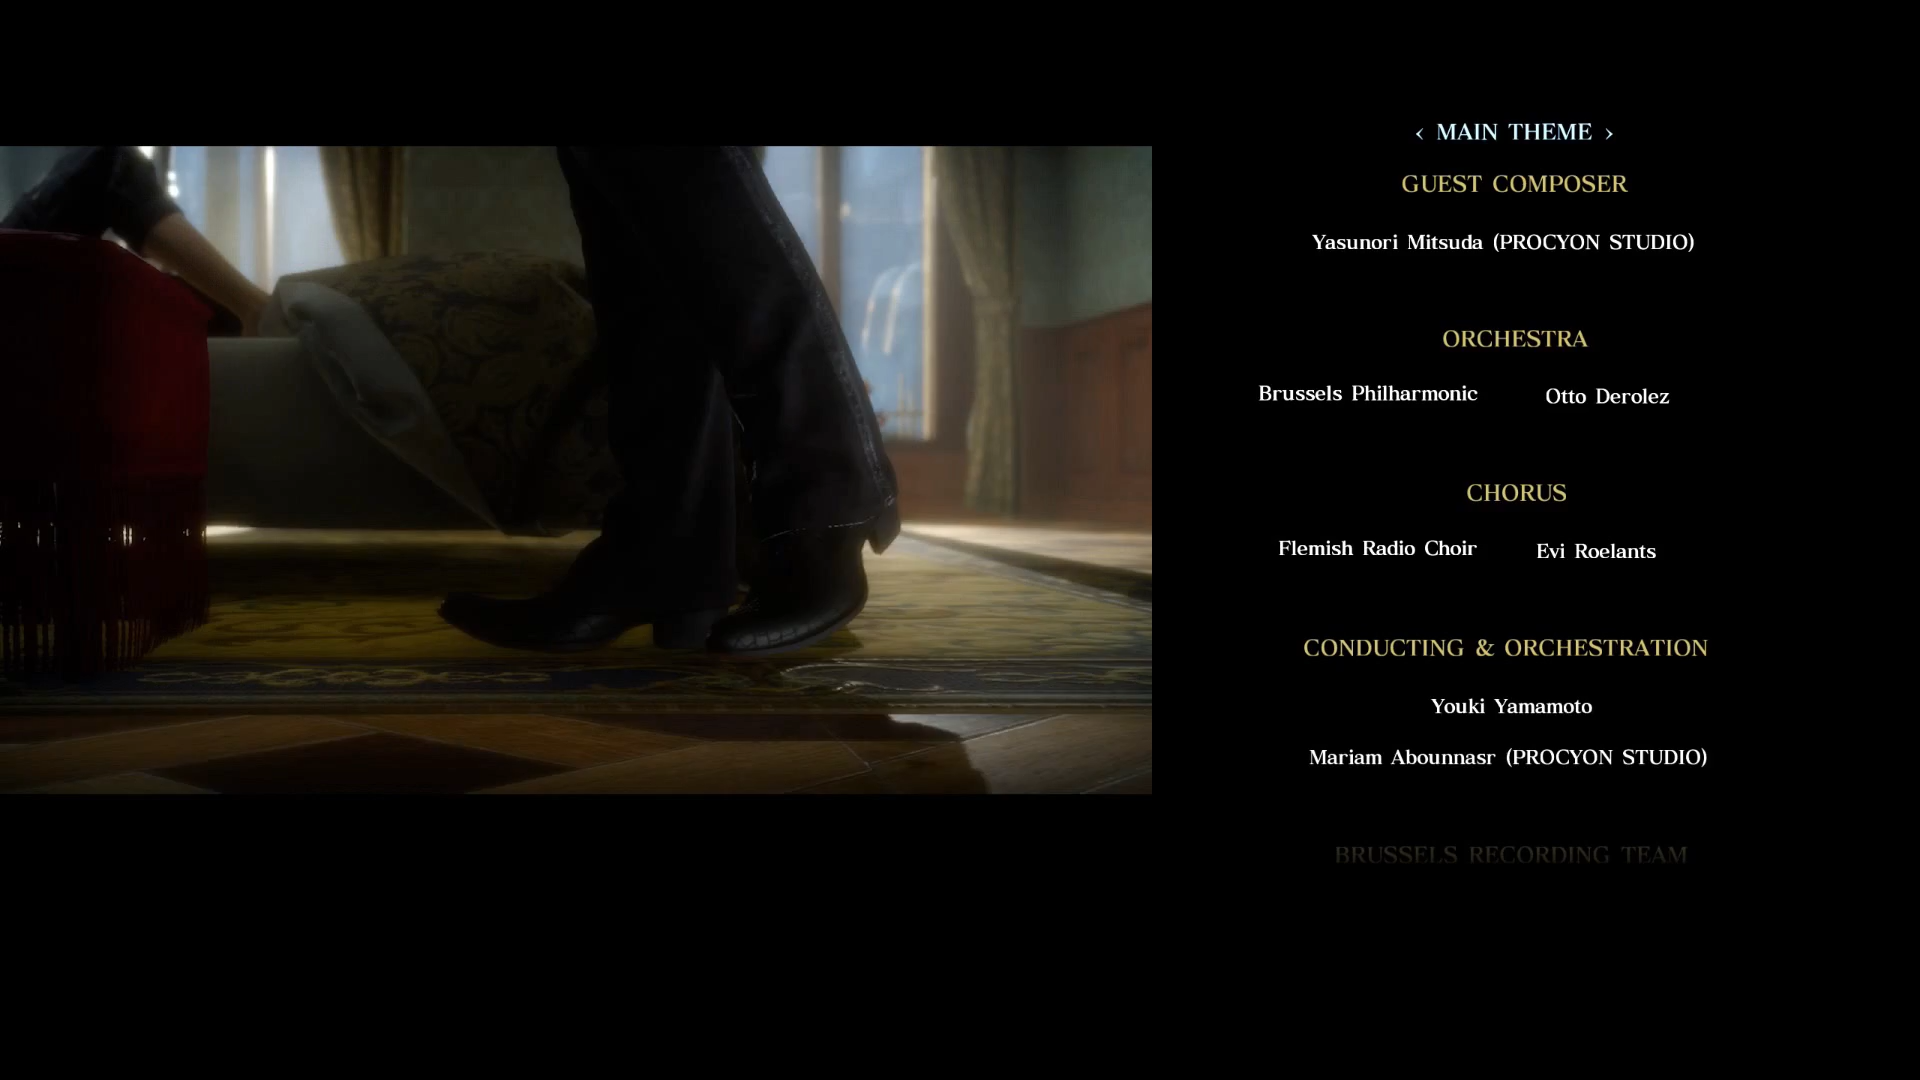 ‹ MAIN THEME ›
GUEST COMPOSER
Yasunori Mitsuda (PROCYON STUDIO)
ORCHESTRA
Brussels Philharmonic Otto Derolez
CHORUS
Flemish Radio Choir Evi Roelants
CONDUCTING & ORCHESTRATION
Youki Yamamoto
Mariam Abounnasr (PROCYON STUDIO)
BRUSSELS RECORDING TEAM